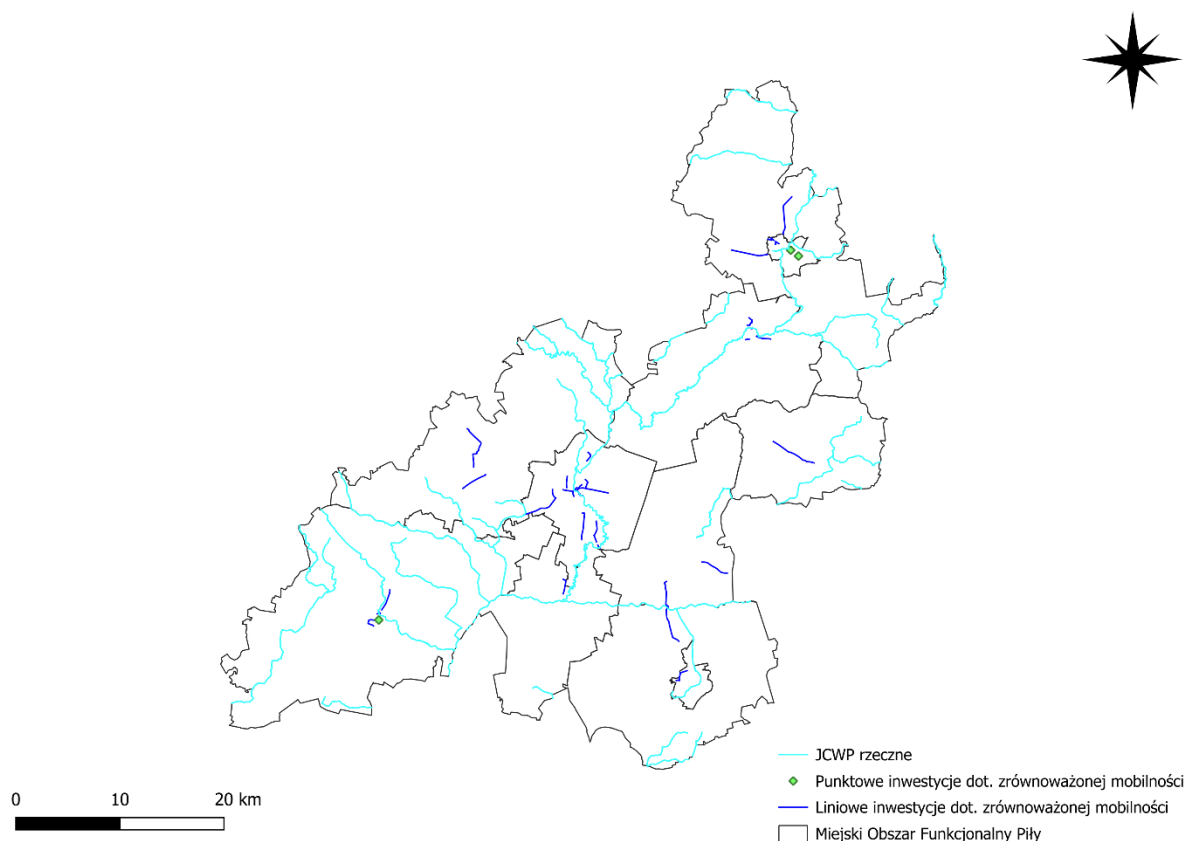 JCWP rzeczne
Punktowe inwestycje dot. zrównoważonej mobilności
Liniowe inwestycje dot. zrównoważonej mobilności
Miejski Obszar Funkcjonalny Piły
0 10 20 km